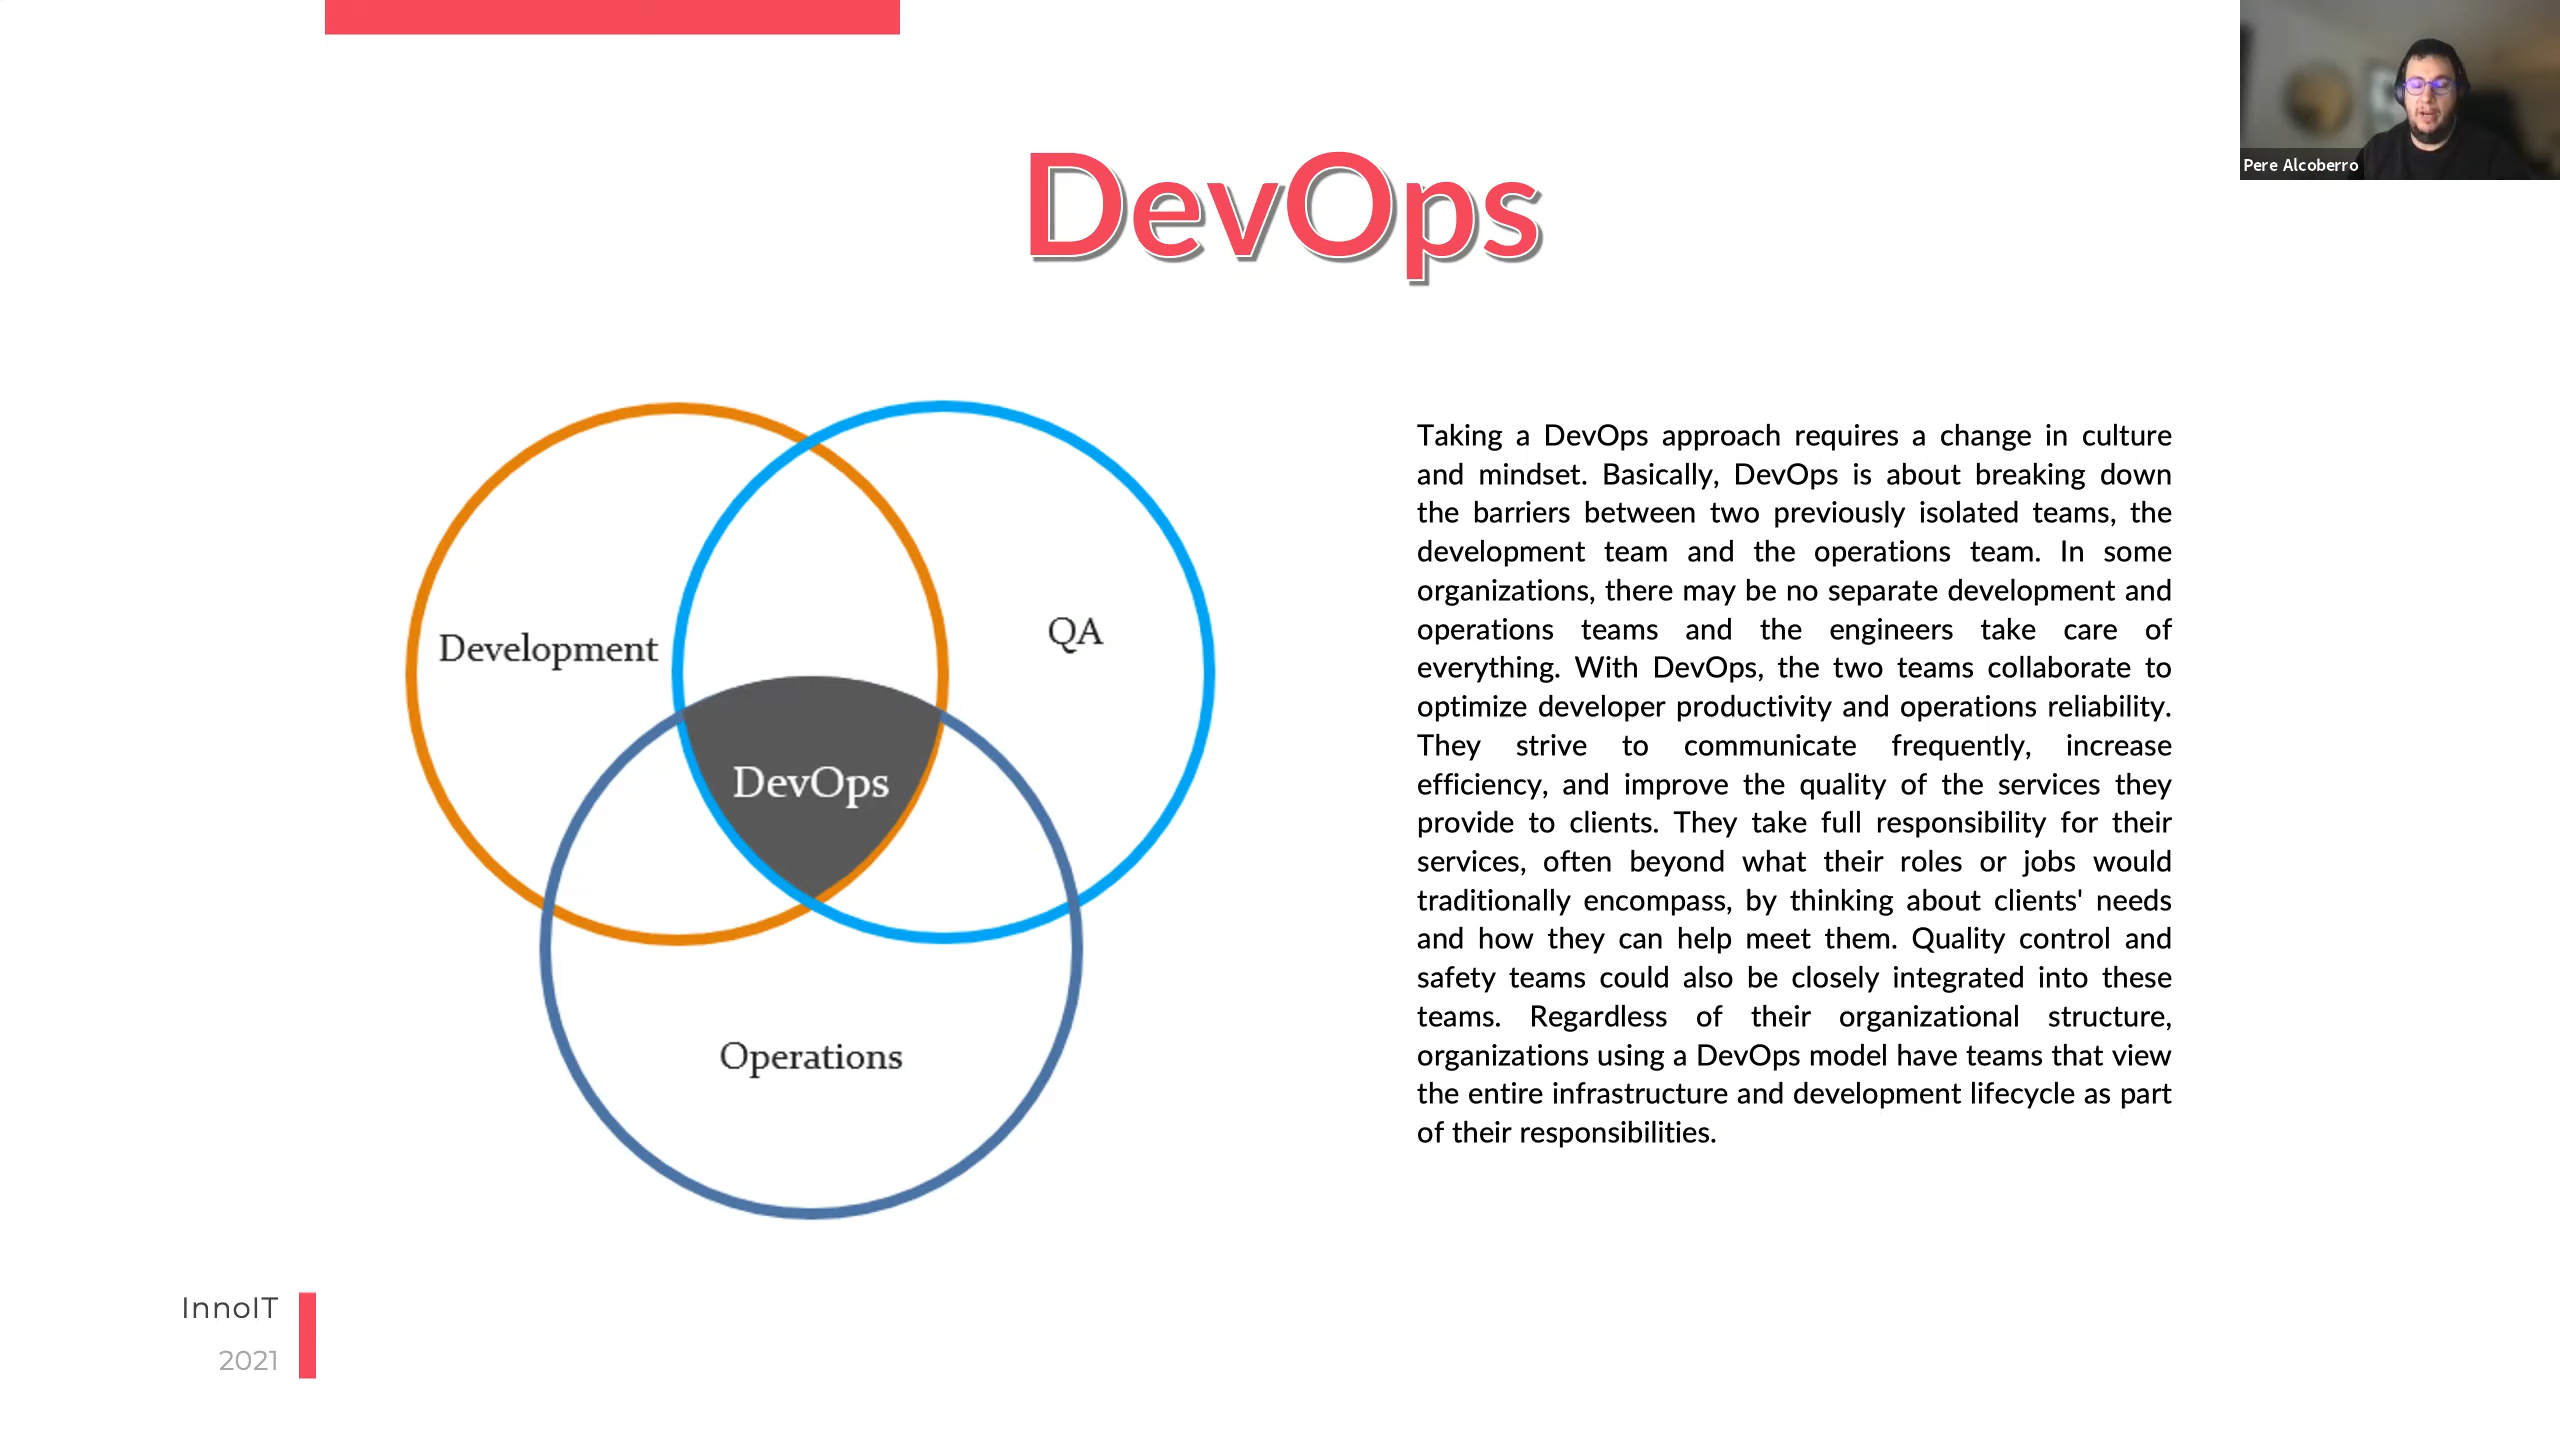 Pere Alcoberro
DevOps
Development
QA
DevOps
Operations
Taking a DevOps approach requires a change in culture
and mindset. Basically, DevOps is about breaking down
the barriers between two previously isolated teams, the
development team and the operations team. In some
organizations, there may be no separate development and
operations teams and the engineers take care of
everything. With DevOps, the two teams collaborate to
optimize developer productivity and operations reliability.
They strive to communicate frequently, increase
efficiency, and improve the quality of the services they
provide to clients. They take full responsibility for their
services, often beyond what their roles or jobs would
traditionally encompass, by thinking about clients' needs
and how they can help meet them. Quality control and
safety teams could also be closely integrated into these
teams. Regardless of their organizational structure,
organizations using a DevOps model have teams that view
the entire infrastructure and development lifecycle as part
of their responsibilities.
InnoIT
2021